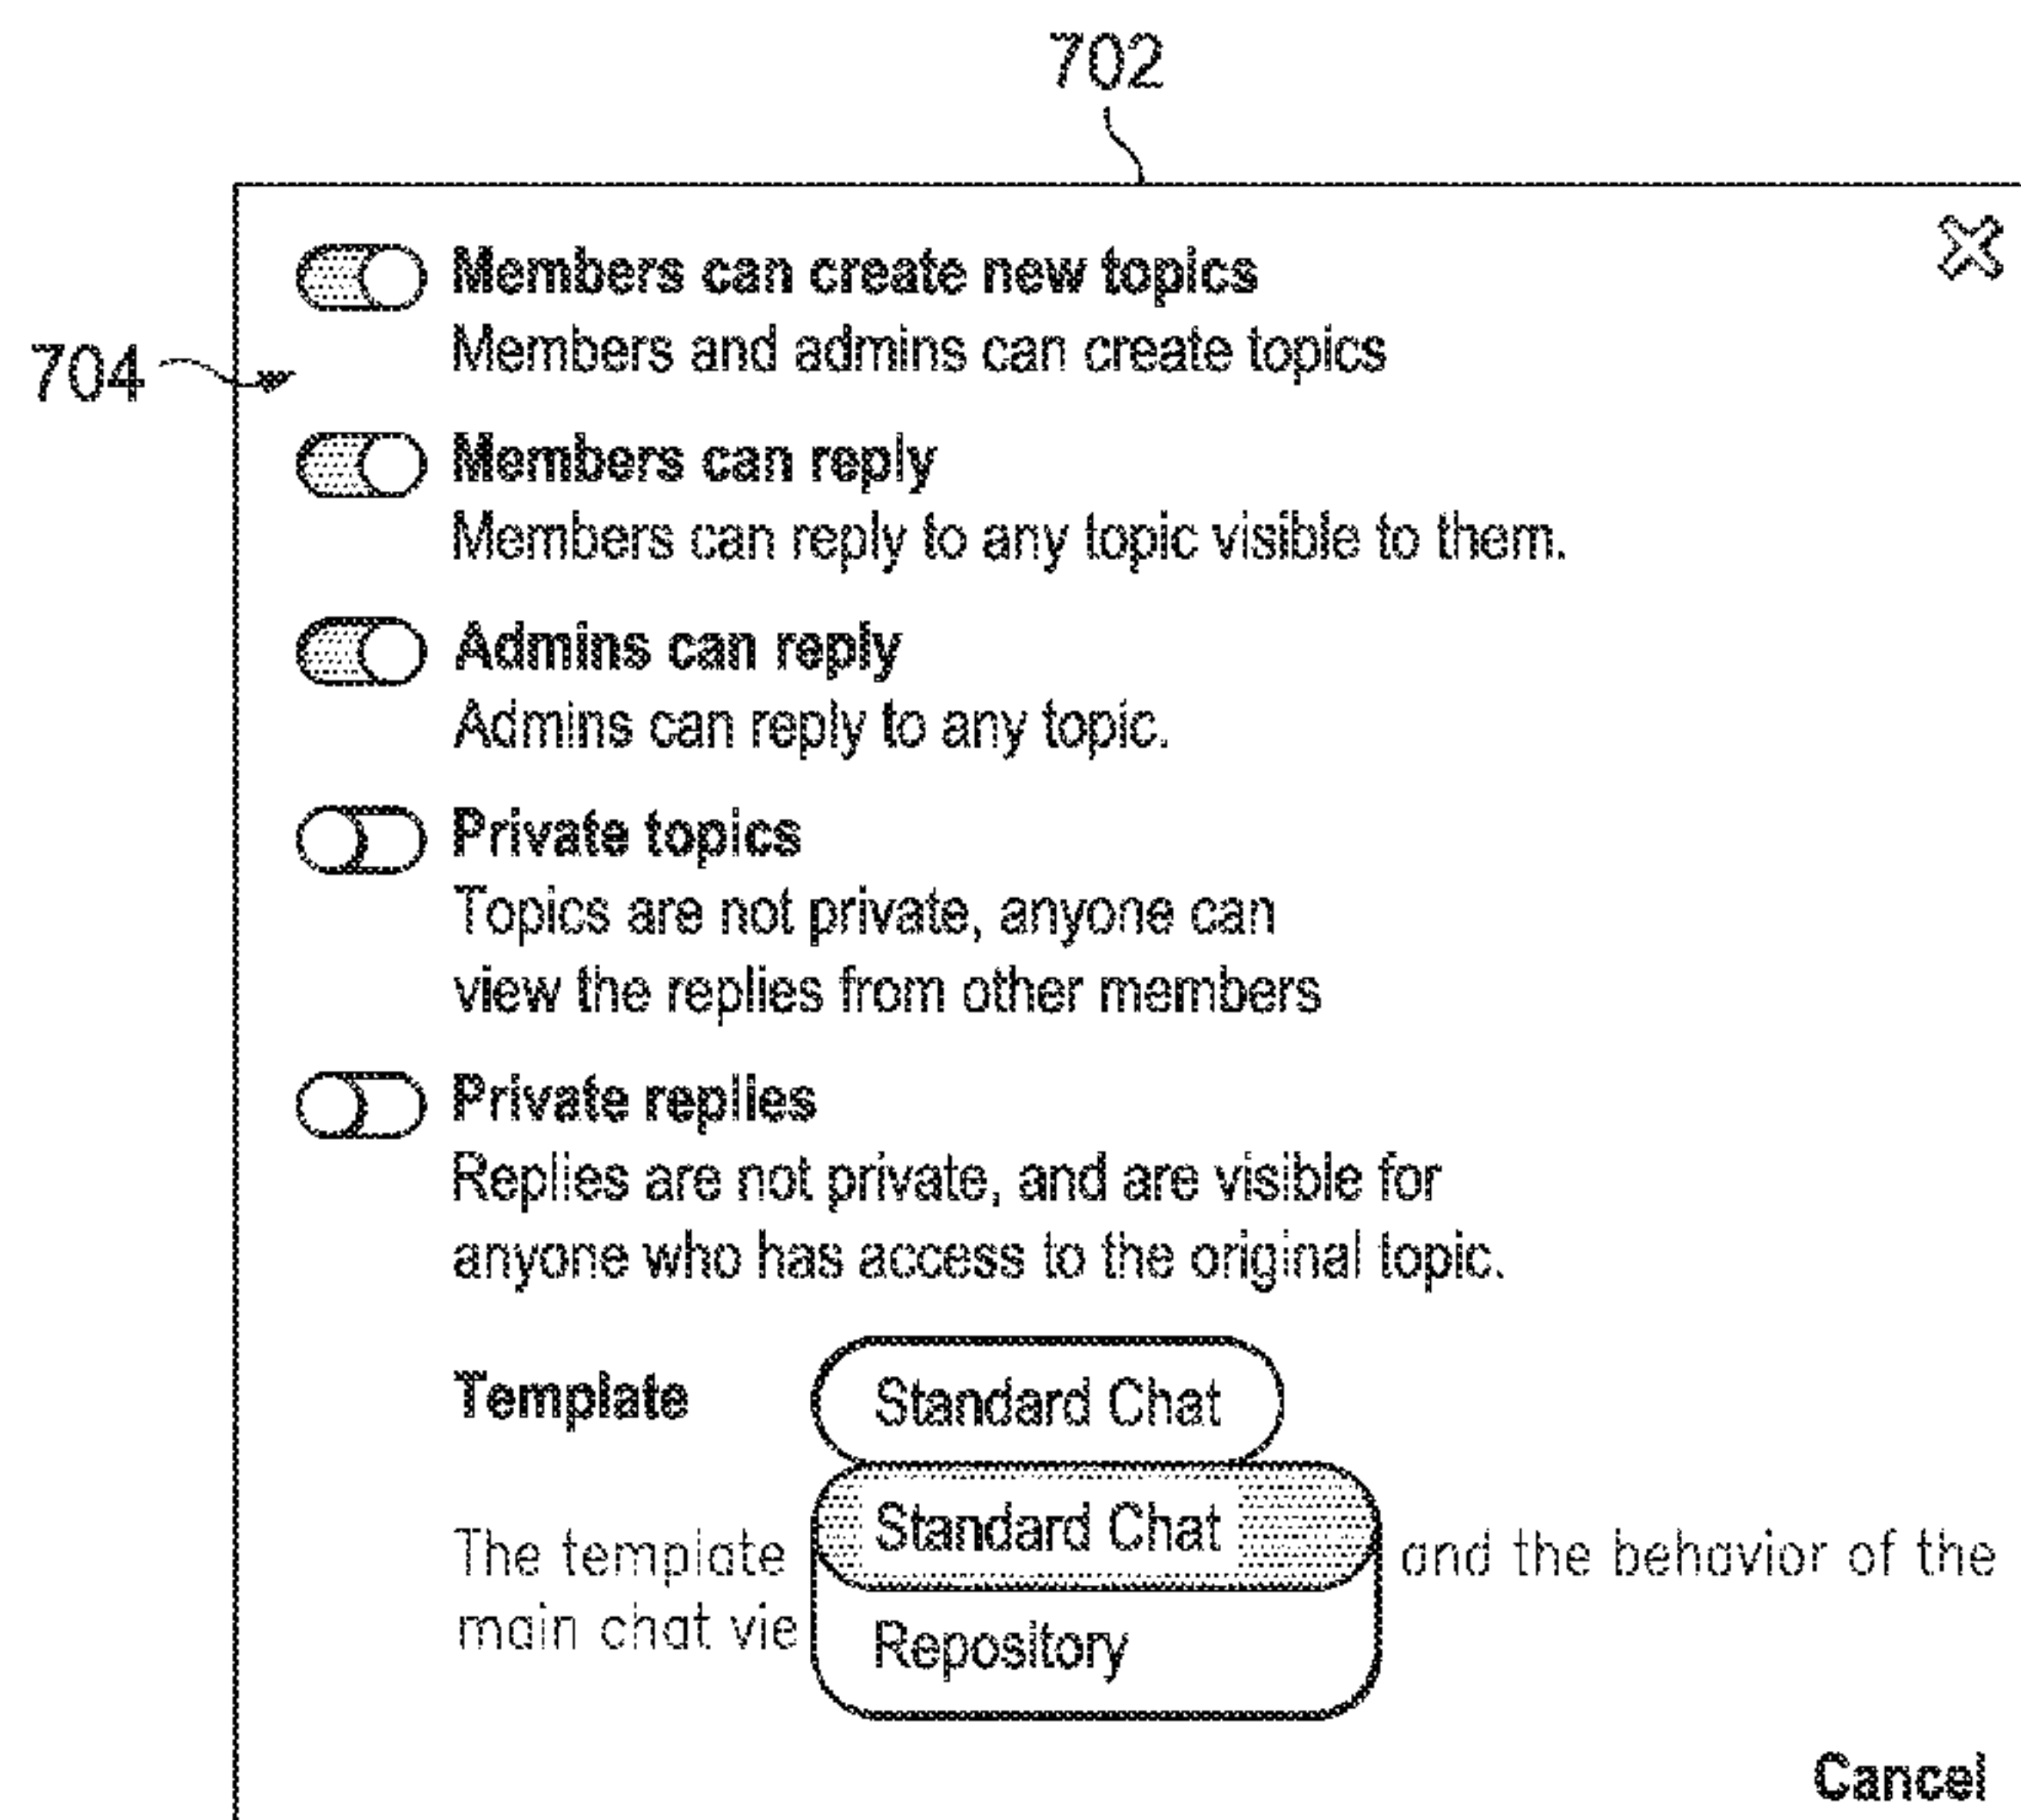 702
Members can create new topics
Members and admins can create topics
704
Members can reply
Members can reply to any topic visible to them.
Admins can reply
Admins can reply to any topic.
Private topics
Topics are not private, anyone can
view the replies from other members
Private replies
Replies are not private, and are visible for
anyone who has access to the original topic.
Template Standard Chat
Standard Chat
The template and the behavior of the
main chat vie
Repository
Cancel